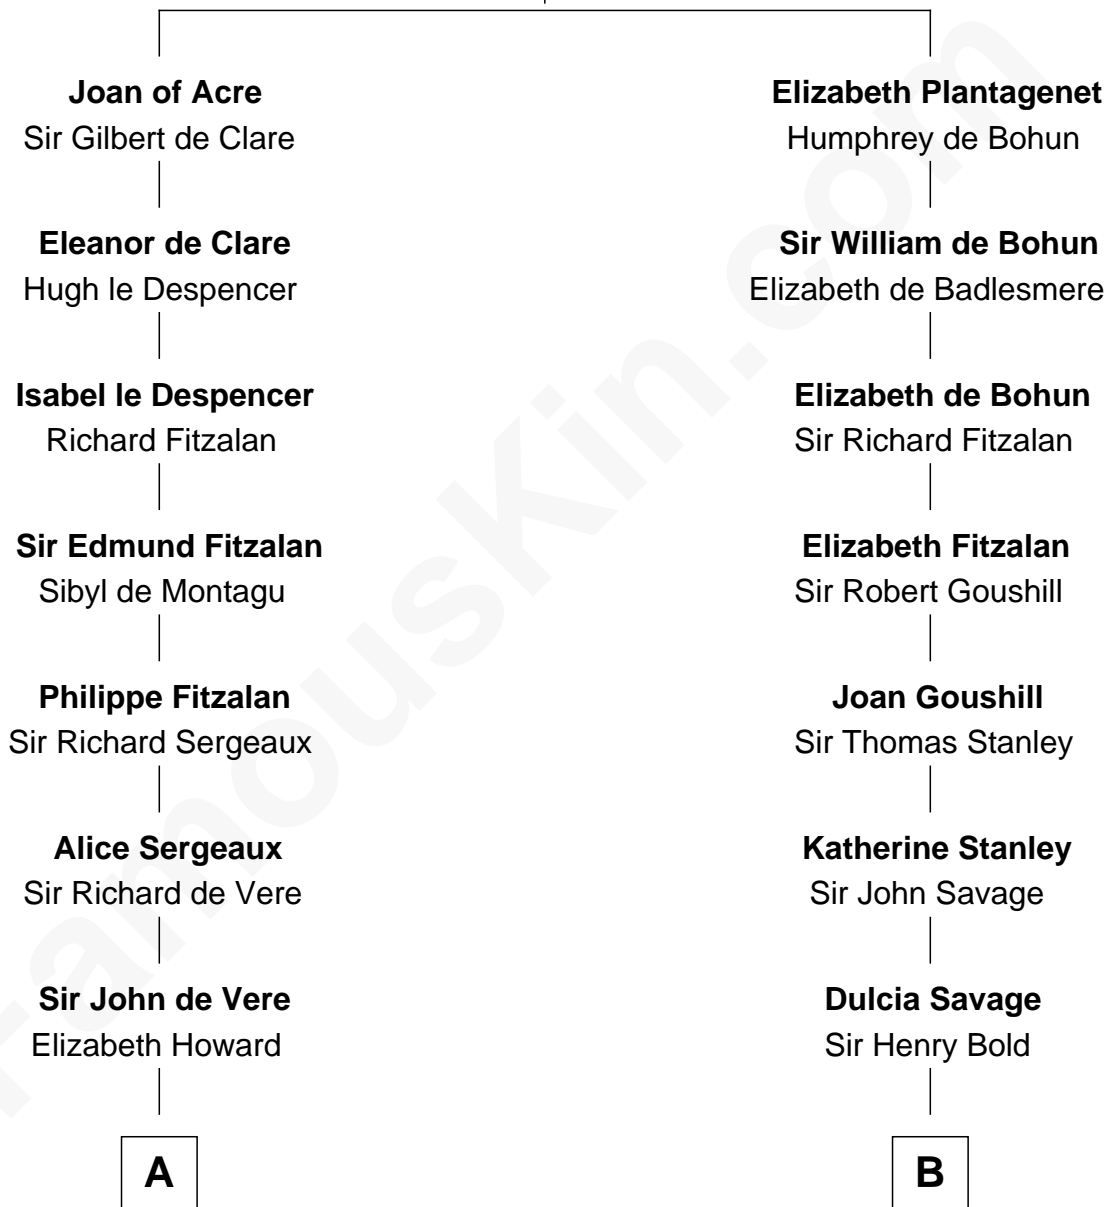 Joan of Acre
Sir Gilbert de Clare
Eleanor de Clare
Hugh le Despencer
Isabel le Despencer
Richard Fitzalan
Sir Edmund Fitzalan
Sibyl de Montagu
Philippe Fitzalan
Sir Richard Sergeaux
Alice Sergeaux
Sir Richard de Vere
Sir John de Vere
Elizabeth Howard
A
Elizabeth Plantagenet
Humphrey de Bohun
Sir William de Bohun
Elizabeth de Badlesmere
Elizabeth de Bohun
Sir Richard Fitzalan
Elizabeth Fitzalan
Sir Robert Goushill
Joan Goushill
Sir Thomas Stanley
Katherine Stanley
Sir John Savage
Dulcia Savage
Sir Henry Bold
B
FamousKin.com